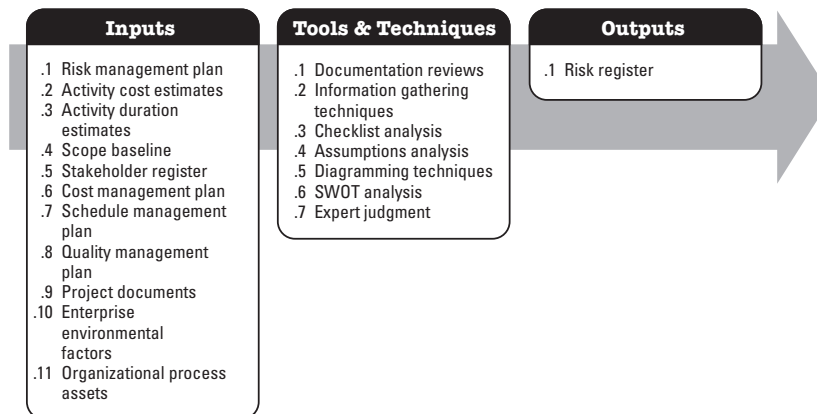 Inputs
.1 Risk management plan
.2 Activity cost estimates
.3 Activity duration
estimates
.4 Scope baseline
.5 Stakeholder register
.6 Cost management plan
.7 Schedule management
plan
.8 Quality management
plan
.9 Project documents
.10 Enterprise
environmental
factors
.11 Organizational process
assets
Tools & Techniques
.1 Documentation reviews
.2 Information gathering
techniques
.3 Checklist analysis
.4 Assumptions analysis
.5 Diagramming techniques
.6 SWOT analysis
.7 Expert judgment
Outputs
.1 Risk register